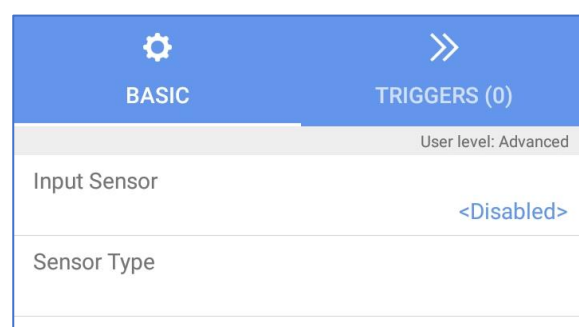 BASIC
TRIGGERS (0)
User level: Advanced
Input Sensor
<Disabled>
Sensor Type